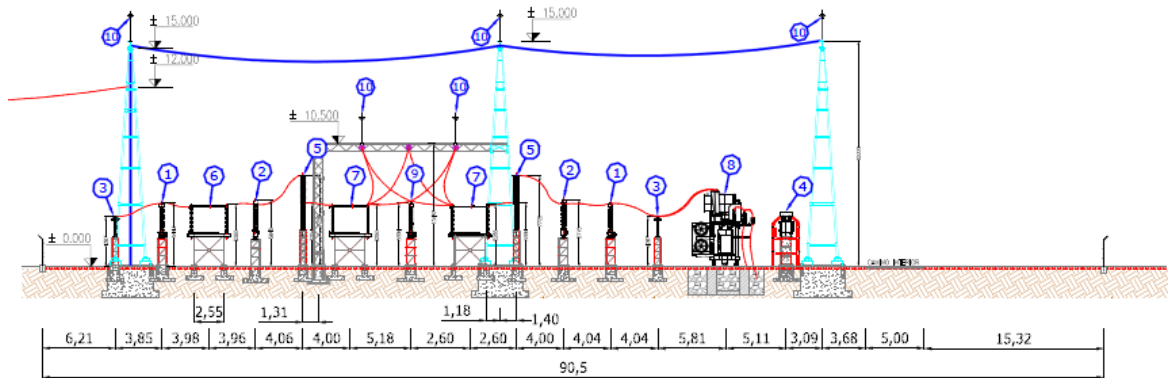 ± 15.000 ± 15.000
10 10 10
± 12.000
10 10
± 10.500
5 5
3 1 6 2 7 9 7 2 1 3 8 4
± 0.000
CAMINO INTERIOR
2,55 1,31 1,18 1,40
6,21 3,85 3,98 3,96 4,06 4,00 5,18 2,60 2,60 4,00 4,04 4,04 5,81 5,11 3,09 3,68 5,00 15,32
90,5